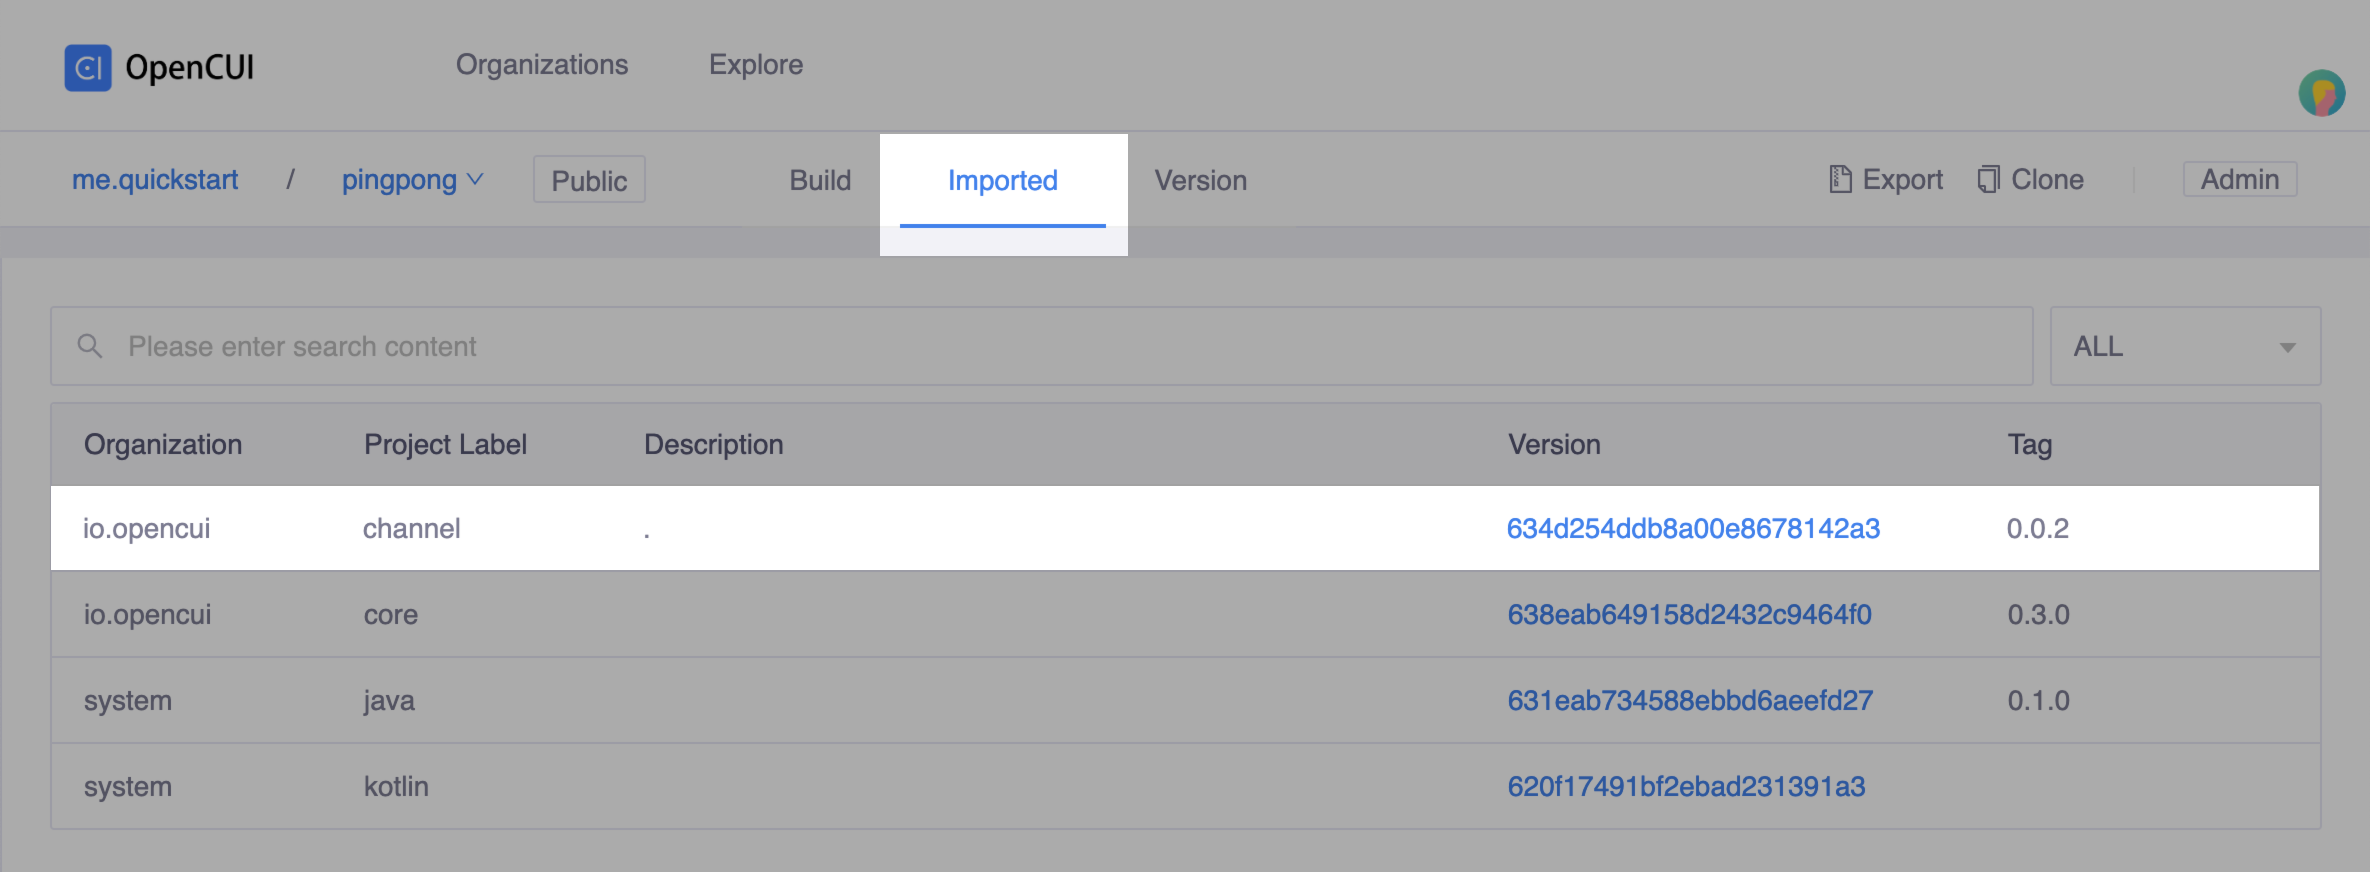 CI OpenCUI Organizations Explore
me.quickstart / pingpong Public Build Imported Version Export Clone Admin
Please enter search content ALL
Organization Project Label Description Version Tag
io.opencui channel . 634d254ddb8a00e8678142a3 0.0.2
io.opencui core 638eab649158d2432c9464f0 0.3.0
system java 631eab734588ebbd6aeefd27 0.1.0
system kotlin 620f17491bf2ebad231391a3